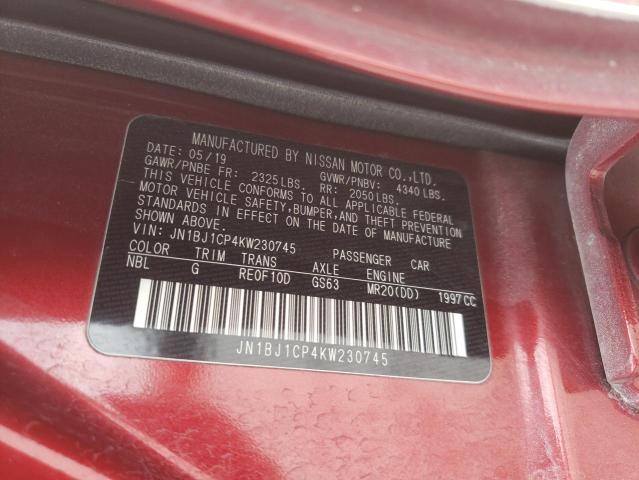 MANUFACTURED BY NISSAN MOTOR CO.,LTD.
DATE: 05/19
GAWR/PNBE FR: 2325LBS. GVWR/PNBV: 4340LBS.
RR: 2050LBS.
THIS VEHICLE CONFORMS TO ALL APPLICABLE FEDERAL
MOTOR VEHICLE SAFETY,BUMPER,AND THEFT PREVENTION
STANDARDS IN EFFECT ON THE DATE OF MANUFACTURE
SHOWN ABOVE.
VIN: JN1BJ1CP4KW230745 PASSENGER CAR
COLOR TRIM TRANS AXLE ENGINE
NBL G RE0F10D GS63 MR20(DD) 1997CC
JN1BJ1CP4KW230745